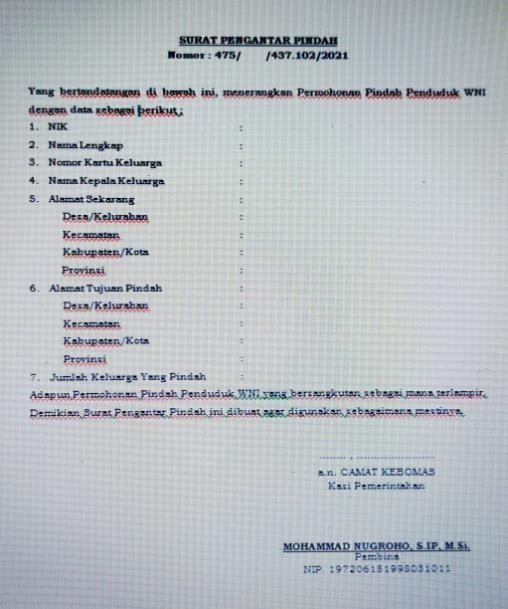 SURAT PENGANTAR PINDAH
Nomor : 475/ /437.102/2021
Yang bertandatangan di bawah ini, menerangkan Permohonan Pindah Penduduk WNI
dengan data sebagai berikut ;
1. NIK :
2. Nama Lengkap :
3. Nomor Kartu Keluarga :
4. Nama Kepala Keluarga :
5. Alamat Sekarang :
Desa/Kelurahan :
Kecamatan :
Kabupaten/Kota :
Provinsi :
6. Alamat Tujuan Pindah :
Desa/Kelurahan :
Kecamatan :
Kabupaten/Kota :
Provinsi :
7. Jumlah Keluarga Yang Pindah :
Adapun Permohonan Pindah Penduduk WNI yang bersangkutan sebagai mana terlampir.
Demikian Surat Pengantar Pindah ini dibuat agar digunakan sebagaimana mestinya.
........ , ........................
a.n. CAMAT KEBOMAS
Kasi Pemerintahan
MOHAMMAD NUGROHO, S.IP, M.Si.
Pembina
NIP. 197206151998031011